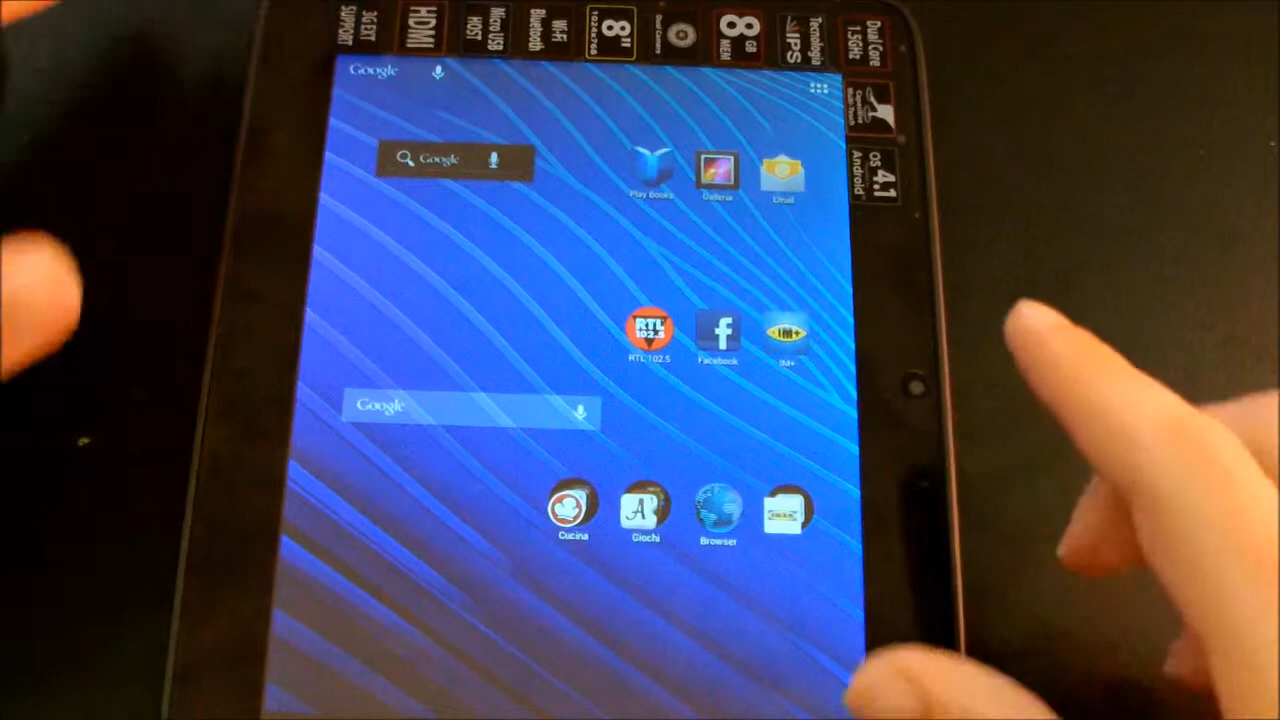 3G EXT
SUPPORT
HDMI
Micro USB
HOST
Wi-Fi
Bluetooth
8"
1024x768
Dual Camera
8 GB
MEM
Tecnologia
IPS
Dual Core
1.5GHz
Capacitive
Multi-Touch
OS 4.1
Android
Google
Google
Play Books
Galleria
Email
RTL
102.5
RTL 102.5
f
Facebook
IM+
IM+
Google
A
Cucina
Giochi
Browser